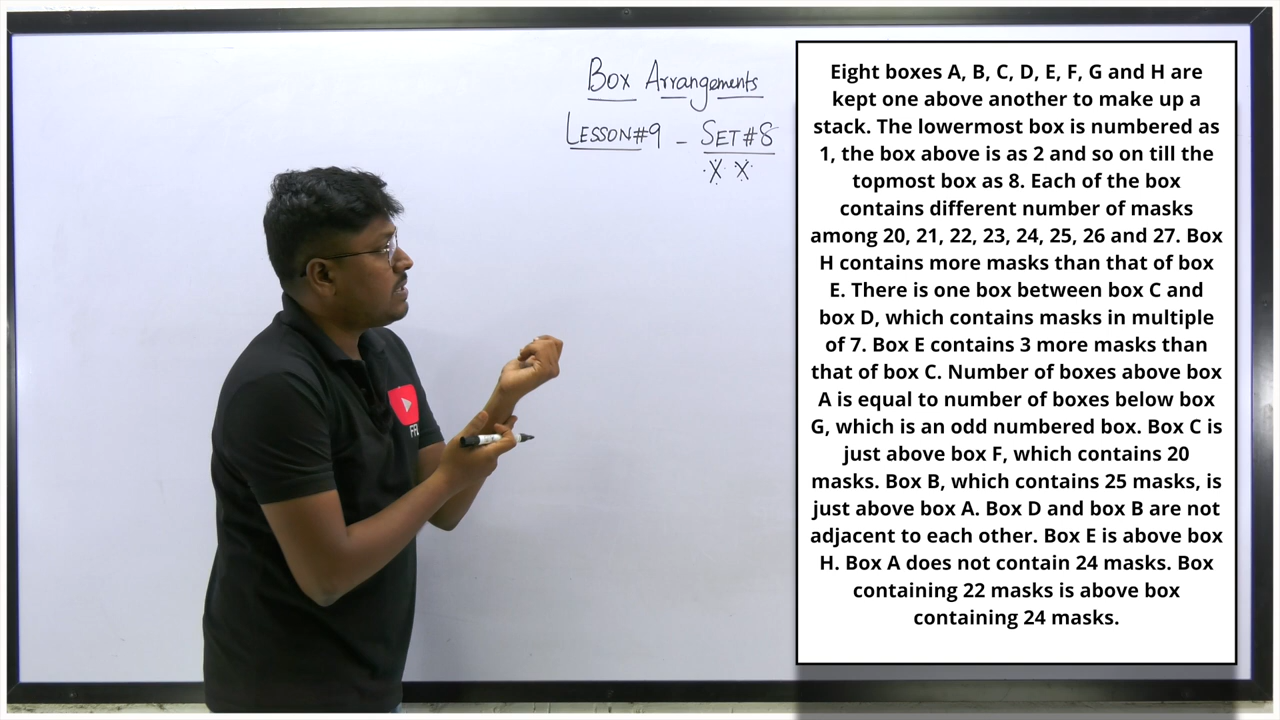 Box Arrangements
LESSON#9 - SET#8
Eight boxes A, B, C, D, E, F, G and H are
kept one above another to make up a
stack. The lowermost box is numbered as
1, the box above is as 2 and so on till the
topmost box as 8. Each of the box
contains different number of masks
among 20, 21, 22, 23, 24, 25, 26 and 27. Box
H contains more masks than that of box
E. There is one box between box C and
box D, which contains masks in multiple
of 7. Box E contains 3 more masks than
that of box C. Number of boxes above box
A is equal to number of boxes below box
G, which is an odd numbered box. Box C is
just above box F, which contains 20
masks. Box B, which contains 25 masks, is
just above box A. Box D and box B are not
adjacent to each other. Box E is above box
H. Box A does not contain 24 masks. Box
containing 22 masks is above box
containing 24 masks.